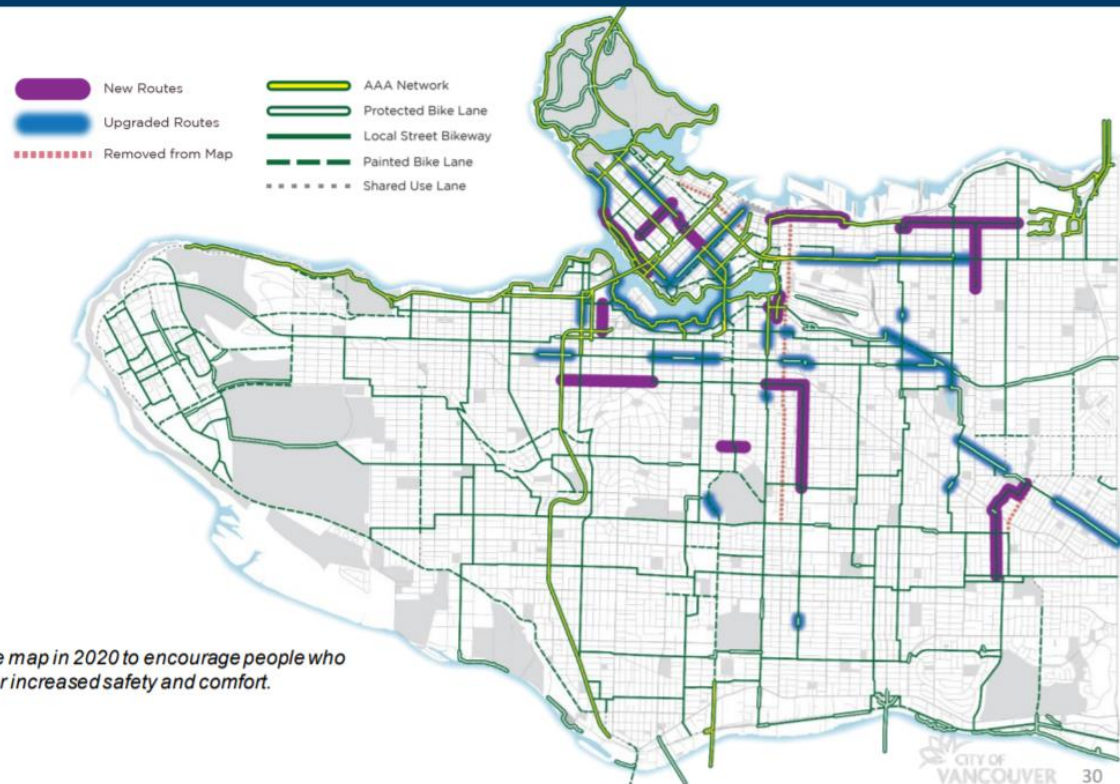 New Routes
Upgraded Routes
Removed from Map
AAA Network
Protected Bike Lane
Local Street Bikeway
Painted Bike Lane
Shared Use Lane
map in 2020 to encourage people who
increased safety and comfort.
CITY OF
VANCOUVER
30